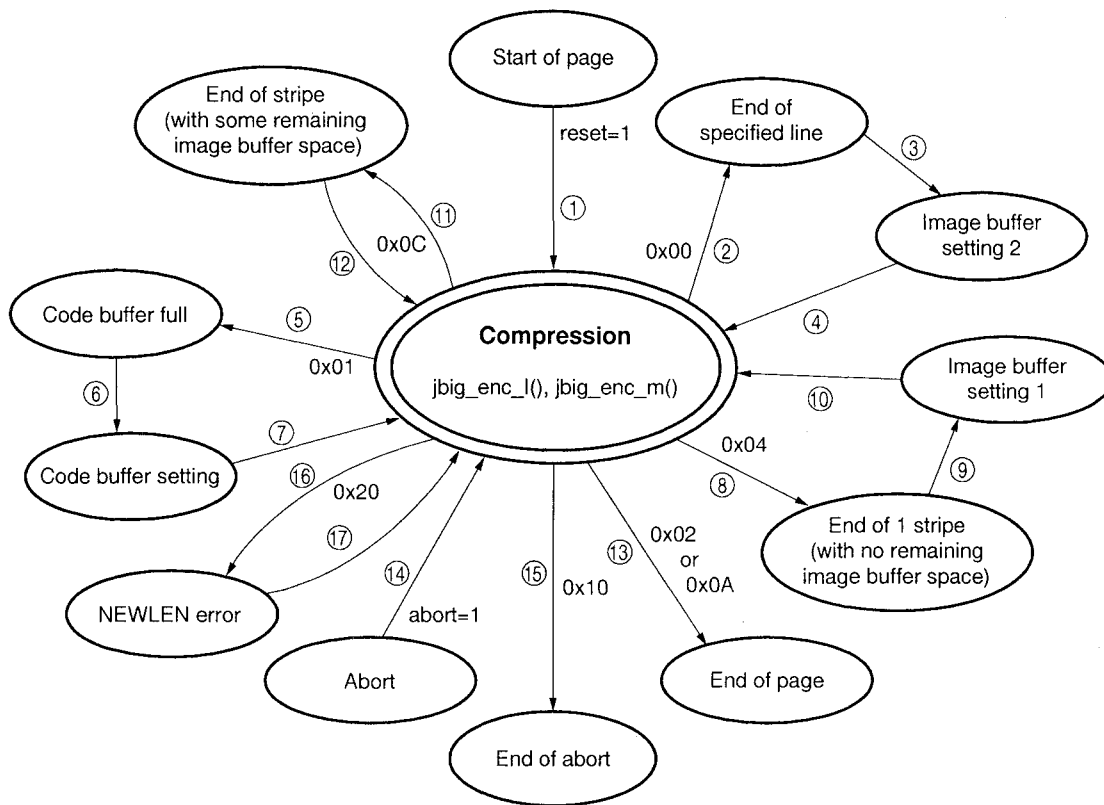 Start of page
reset=1
①
End of stripe
(with some remaining
image buffer space)
⑪
0x0C
⑫
End of
specified line
③
0x00
②
Image buffer
setting 2
④
Code buffer full
⑤
0x01
⑥
Code buffer setting
⑦
Compression
jbig_enc_l(), jbig_enc_m()
Image buffer
setting 1
⑩
0x04
⑧
⑨
End of 1 stripe
(with no remaining
image buffer space)
⑯
0x20
⑰
NEWLEN error
⑭
abort=1
Abort
⑮
0x10
End of abort
⑬
0x02
or
0x0A
End of page